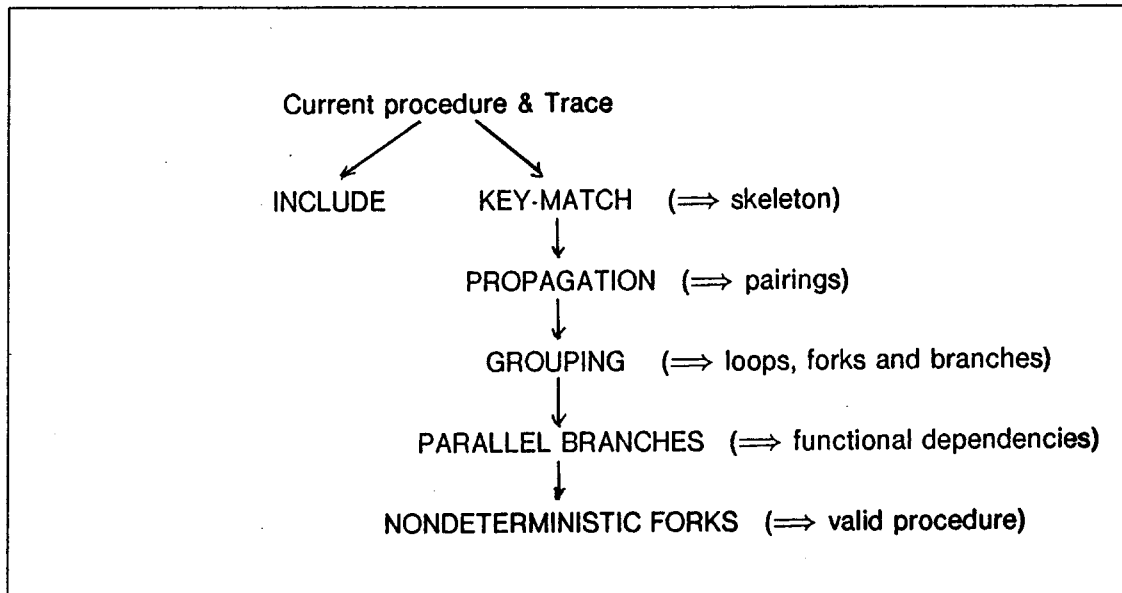 Current procedure & Trace
INCLUDE KEY-MATCH (⟹ skeleton)
PROPAGATION (⟹ pairings)
GROUPING (⟹ loops, forks and branches)
PARALLEL BRANCHES (⟹ functional dependencies)
NONDETERMINISTIC FORKS (⟹ valid procedure)